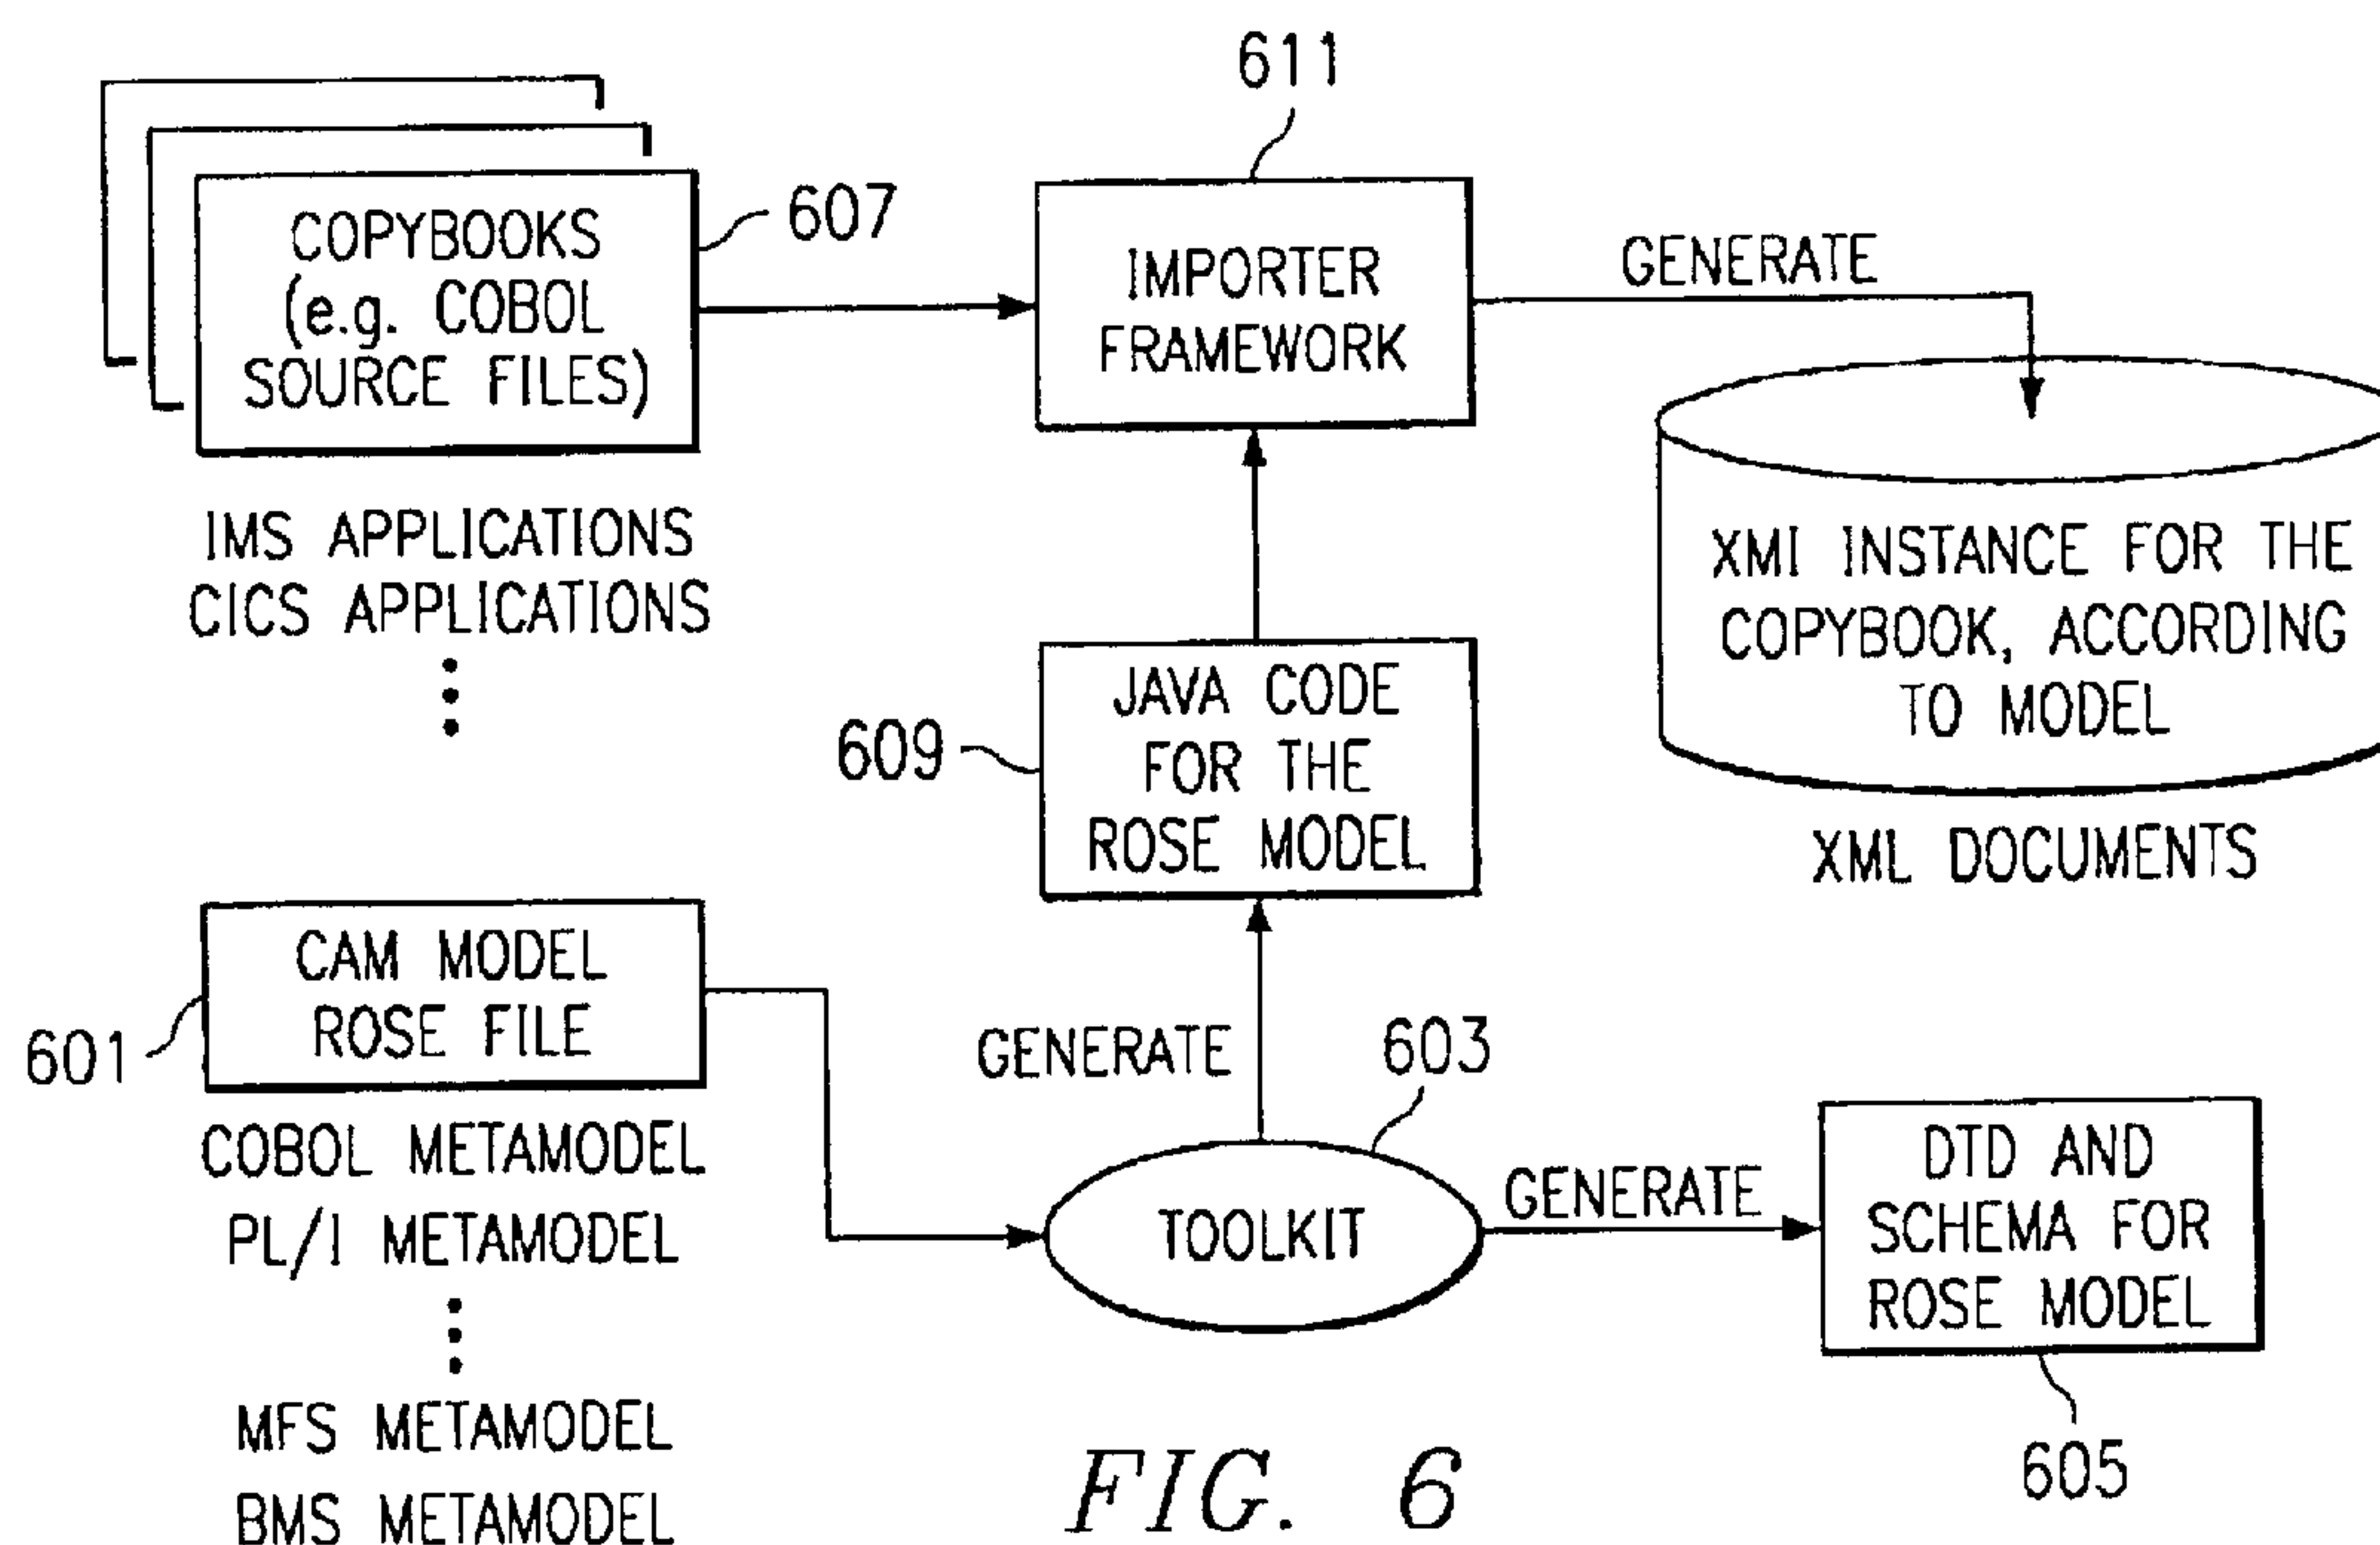 611
COPYBOOKS
(e.g. COBOL
SOURCE FILES)
607
IMPORTER
FRAMEWORK
GENERATE
IMS APPLICATIONS
CICS APPLICATIONS
XMI INSTANCE FOR THE
COPYBOOK, ACCORDING
TO MODEL
XML DOCUMENTS
609
JAVA CODE
FOR THE
ROSE MODEL
CAM MODEL
ROSE FILE
601
COBOL METAMODEL
PL/I METAMODEL
MFS METAMODEL
BMS METAMODEL
GENERATE
603
TOOLKIT
GENERATE
DTD AND
SCHEMA FOR
ROSE MODEL
605
FIG. 6